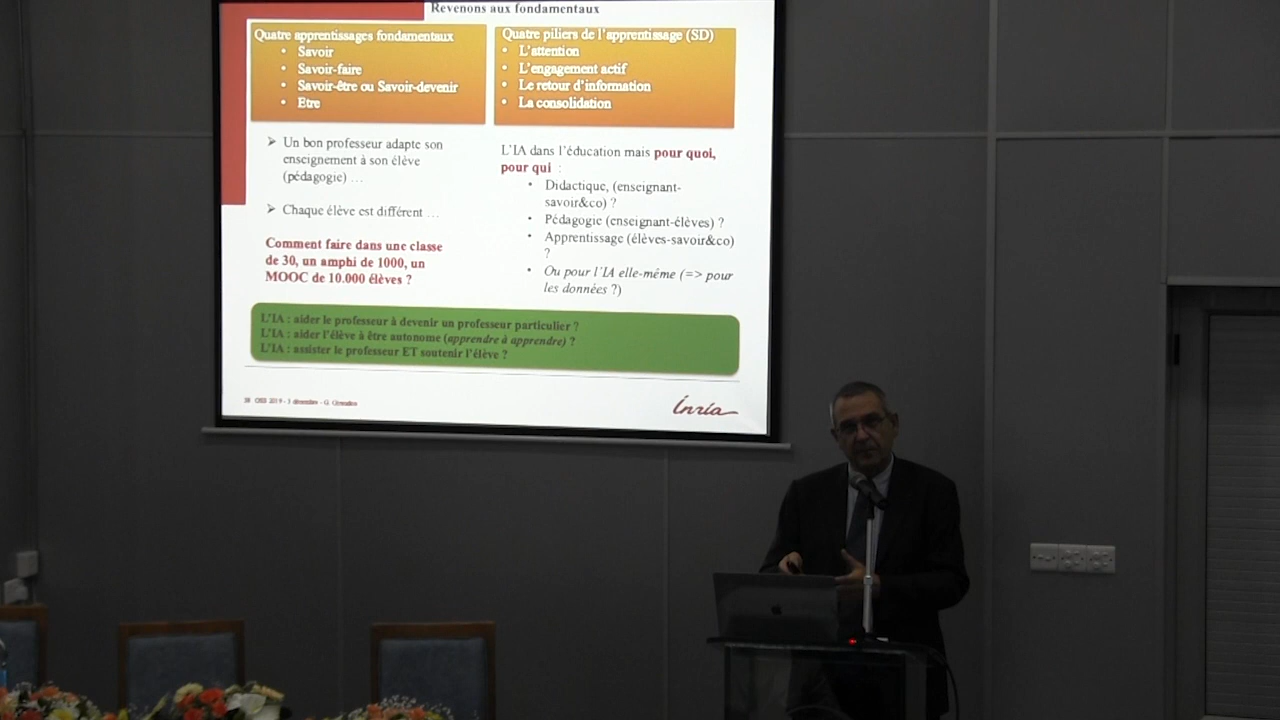 Revenons aux fondamentaux
Quatre apprentissages fondamentaux
• Savoir
• Savoir-faire
• Savoir-être ou Savoir-devenir
• Etre
Quatre piliers de l'apprentissage (SD)
• L'attention
• L'engagement actif
• Le retour d'information
• La consolidation
➢ Un bon professeur adapte son
enseignement à son élève
(pédagogie) …
➢ Chaque élève est différent …
Comment faire dans une classe
de 30, un amphi de 1000, un
MOOC de 10.000 élèves ?
L'IA dans l'éducation mais pour quoi,
pour qui :
• Didactique, (enseignant-
savoir&co) ?
• Pédagogie (enseignant-élèves) ?
• Apprentissage (élèves-savoir&co)
?
• Ou pour l'IA elle-même (=> pour
les données ?)
L'IA : aider le professeur à devenir un professeur particulier ?
L'IA : aider l'élève à être autonome (apprendre à apprendre) ?
L'IA : assister le professeur ET soutenir l'élève ?
2019 - 3 décembre - G.
Inria